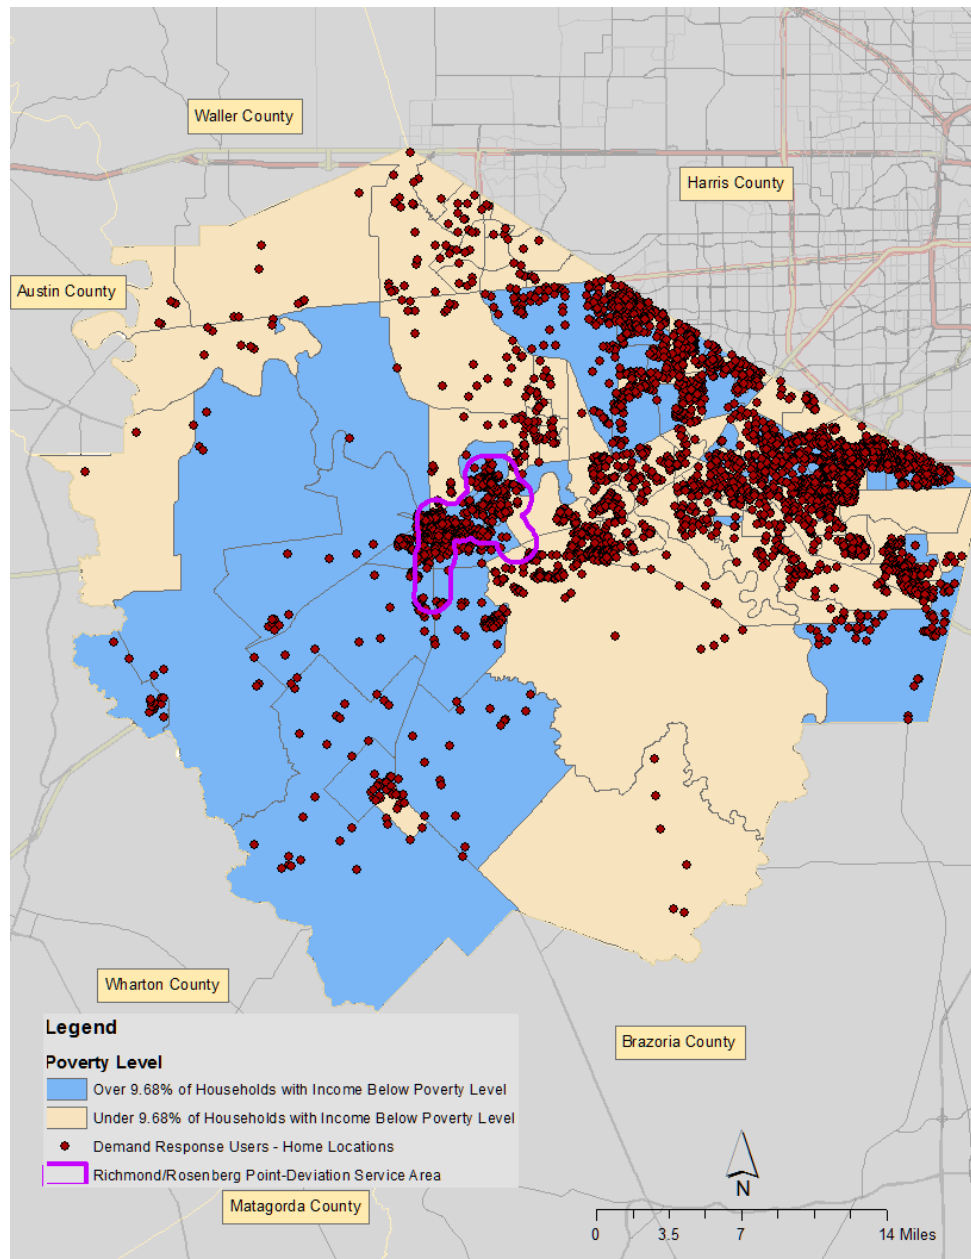 Waller County
Harris County
Austin County
Wharton County
Legend
Poverty Level
Over 9.68% of Households with Income Below Poverty Level
Under 9.68% of Households with Income Below Poverty Level
Demand Response Users - Home Locations
Richmond/Rosenberg Point-Deviation Service Area
Brazoria County
Matagorda County
N
0 3.5 7 14 Miles